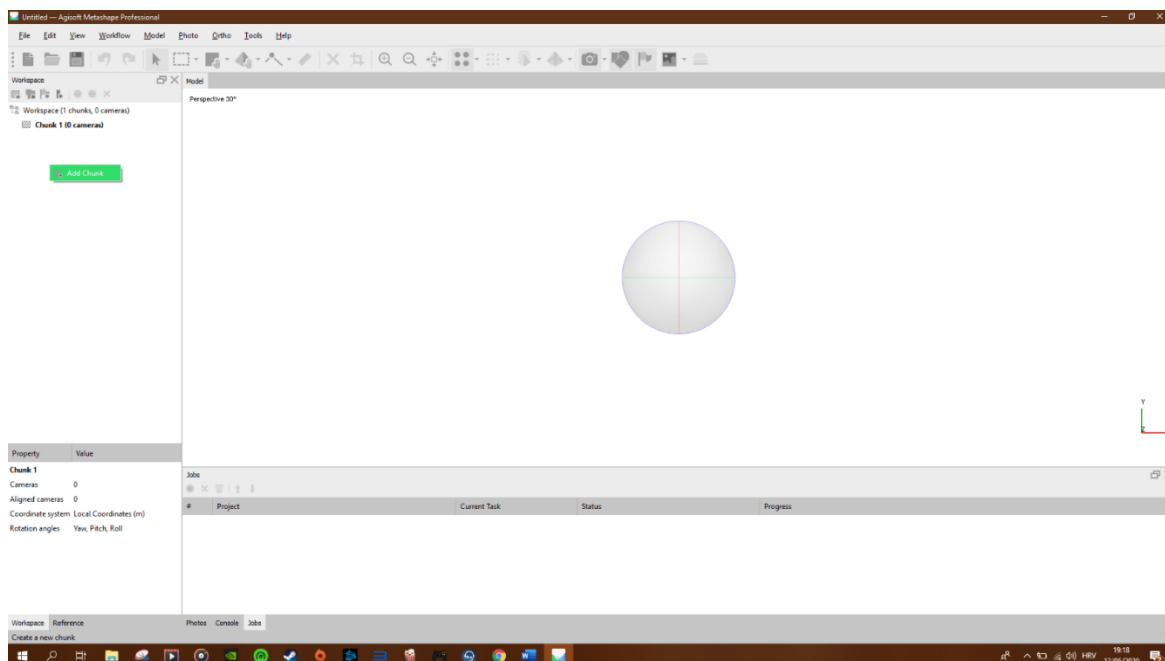 Untitled — Agisoft Metashape Professional
File Edit View Workflow Model Photo Ortho Tools Help
Workspace
Model
Perspective 30°
Workspace (1 chunks, 0 cameras)
Chunk 1 (0 cameras)
Add Chunk
Y
Z
Property Value
Chunk 1
Cameras 0
Aligned cameras 0
Coordinate system Local Coordinates (m)
Rotation angles Yaw, Pitch, Roll
Jobs
# Project Current Task Status Progress
Workspace Reference
Photos Console Jobs
Create a new chunk
HRV
19:18